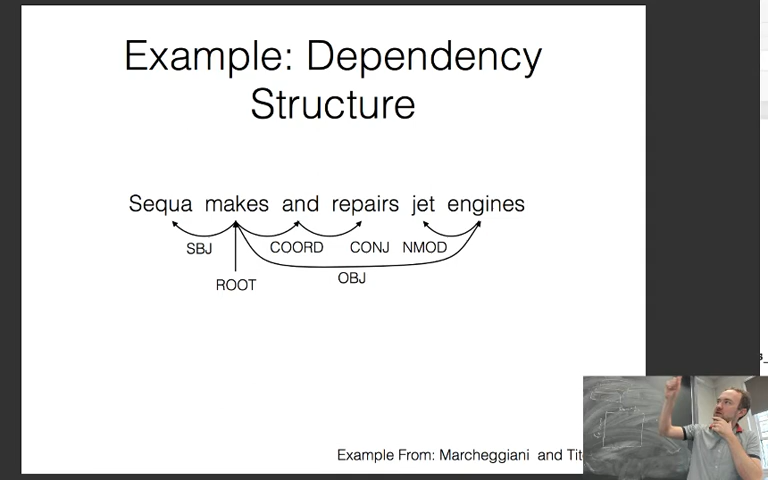 Example: Dependency
Structure
Sequa makes and repairs jet engines
SBJ COORD CONJ NMOD
OBJ
ROOT
Example From: Marcheggiani and Tit